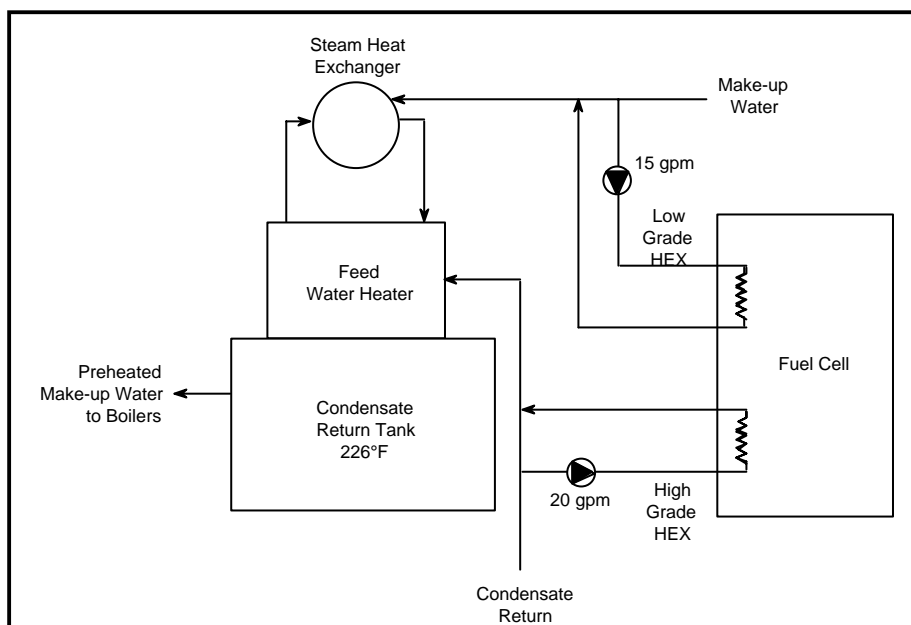 Steam Heat
Exchanger
Make-up
Water
15 gpm
Low
Grade
HEX
Feed
Water Heater
Fuel Cell
Preheated
Make-up Water
to Boilers
Condensate
Return Tank
226°F
20 gpm
High
Grade
HEX
Condensate
Return